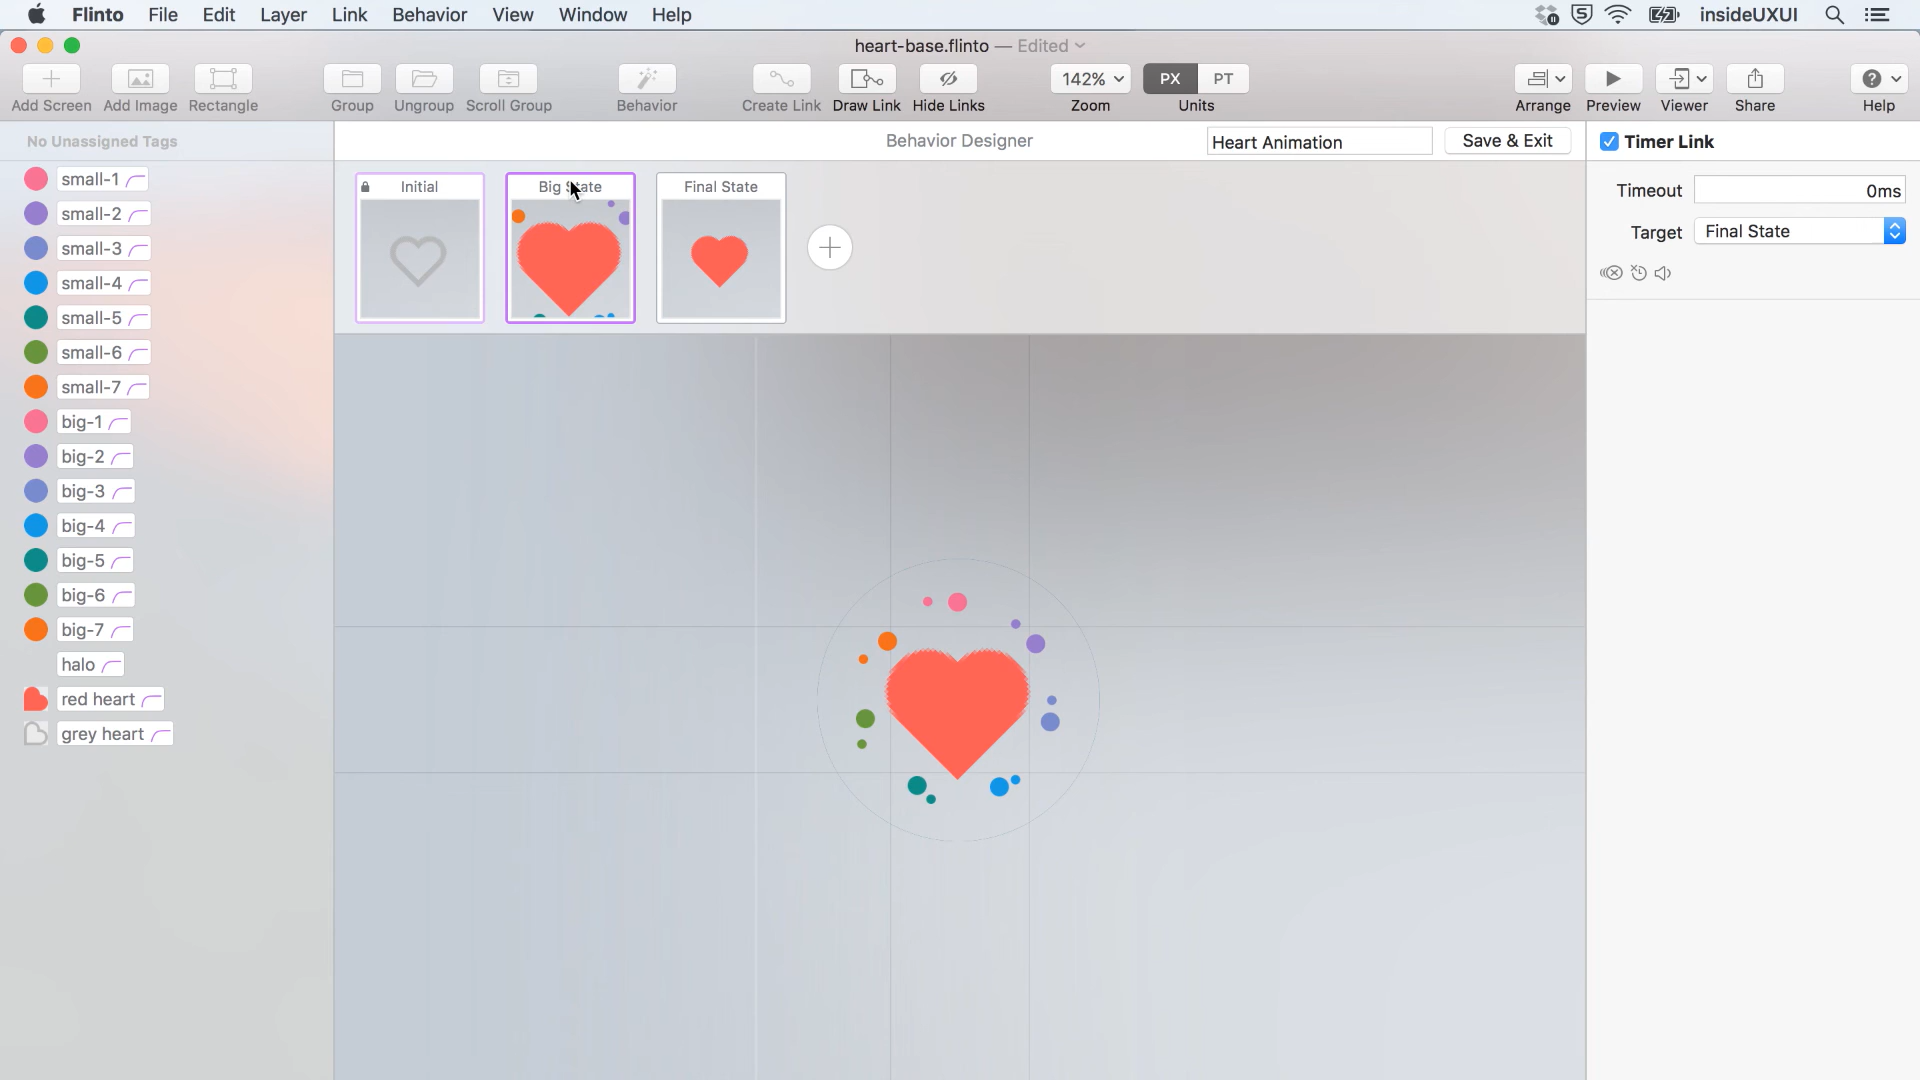 Flinto File Edit Layer Link Behavior View Window Help insideUXUI
heart-base.flinto — Edited
142% PX PT
Add Screen Add Image Rectangle Group Ungroup Scroll Group Behavior Create Link Draw Link Hide Links Zoom Units Arrange Preview Viewer Share Help
No Unassigned Tags
small-1
small-2
small-3
small-4
small-5
small-6
small-7
big-1
big-2
big-3
big-4
big-5
big-6
big-7
halo
red heart
grey heart
Behavior Designer Heart Animation Save & Exit
Initial Big State Final State
Timer Link
Timeout 0ms
Target Final State